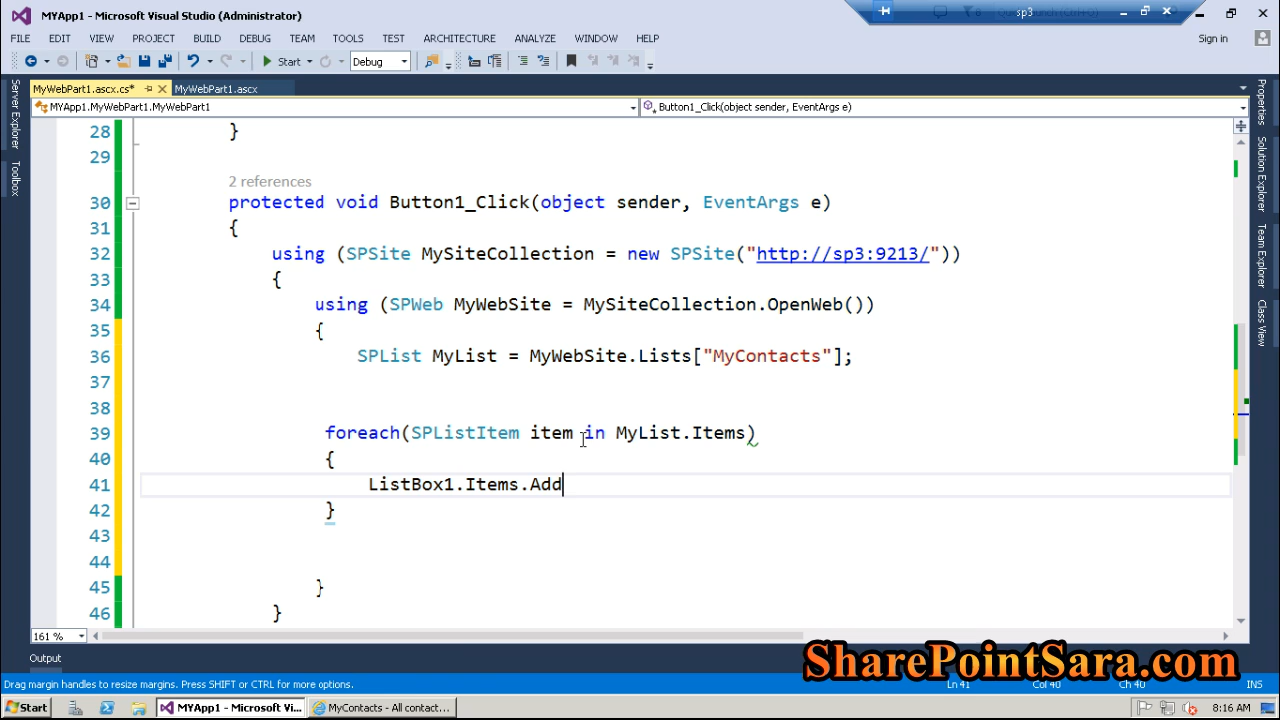 MYApp1 - Microsoft Visual Studio (Administrator)
sp3
FILE EDIT VIEW PROJECT BUILD DEBUG TEAM TOOLS TEST ARCHITECTURE ANALYZE WINDOW HELP
Sign in
Start Debug
MyWebPart1.ascx.cs* MyWebPart1.ascx
MYApp1.MyWebPart1.MyWebPart1 Button1_Click(object sender, EventArgs e)
Server Explorer
Toolbox
Properties
Solution Explorer
Team Explorer
Class View
28 }
29
2 references
30 protected void Button1_Click(object sender, EventArgs e)
31 {
32 using (SPSite MySiteCollection = new SPSite("http://sp3:9213/"))
33 {
34 using (SPWeb MyWebSite = MySiteCollection.OpenWeb())
35 {
36 SPList MyList = MyWebSite.Lists["MyContacts"];
37
38
39 foreach(SPListItem item in MyList.Items)
40 {
41 ListBox1.Items.Add
42 }
43
44
45 }
46 }
161 %
Output
SharePointSara.com
Drag margin handles to resize margins. Press SHIFT or CTRL for more options. Ln 41 Col 40 Ch 40 INS
Start MYApp1 - Microsoft Vi... MyContacts - All contact... 8:16 AM